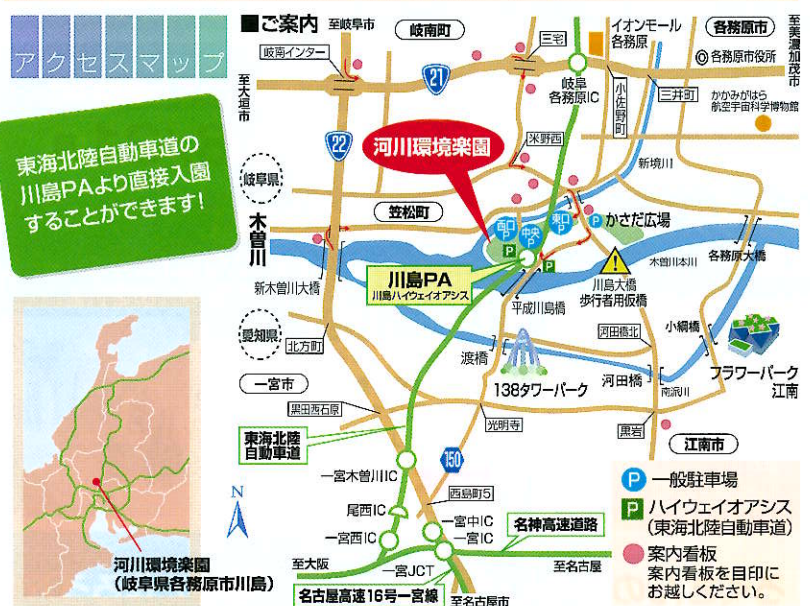 アクセスマップ
東海北陸自動車道の
川島PAより直接入園
することができます!
■ご案内
至岐阜市
岐南町
三宅
イオンモール
各務原
各務原市
至美濃加茂市
岐南インター
21
岐阜
各務原IC
各務原市役所
至大垣市
小佐野町
三井町
かかみがはら
航空宇宙科学博物館
22
河川環境楽園
米野西
新境川
岐阜県
笠松町
西口
P
中央
P
東口
P
P
かさだ広場
木曽川
P
P
木曽川本川
各務原大橋
新木曽川大橋
川島PA
川島ハイウェイオアシス
川島大橋
歩行者用仮橋
平成川島橋
愛知県
北方町
渡橋
河田橋北
小網橋
138タワーパーク
河田橋
南派川
フラワーパーク
江南
一宮市
黒田西石原
光明寺
黒岩
江南市
東海北陸
自動車道
150
一宮木曽川IC
西島町5
尾西IC
一宮中IC
一宮西IC
一宮IC
名神高速道路
一宮JCT
至大阪
至名古屋
名古屋高速16号一宮線
至名古屋市
N
P 一般駐車場
P ハイウェイオアシス
(東海北陸自動車道)
案内看板
案内看板を目印に
お越しください。
河川環境楽園
(岐阜県各務原市川島)